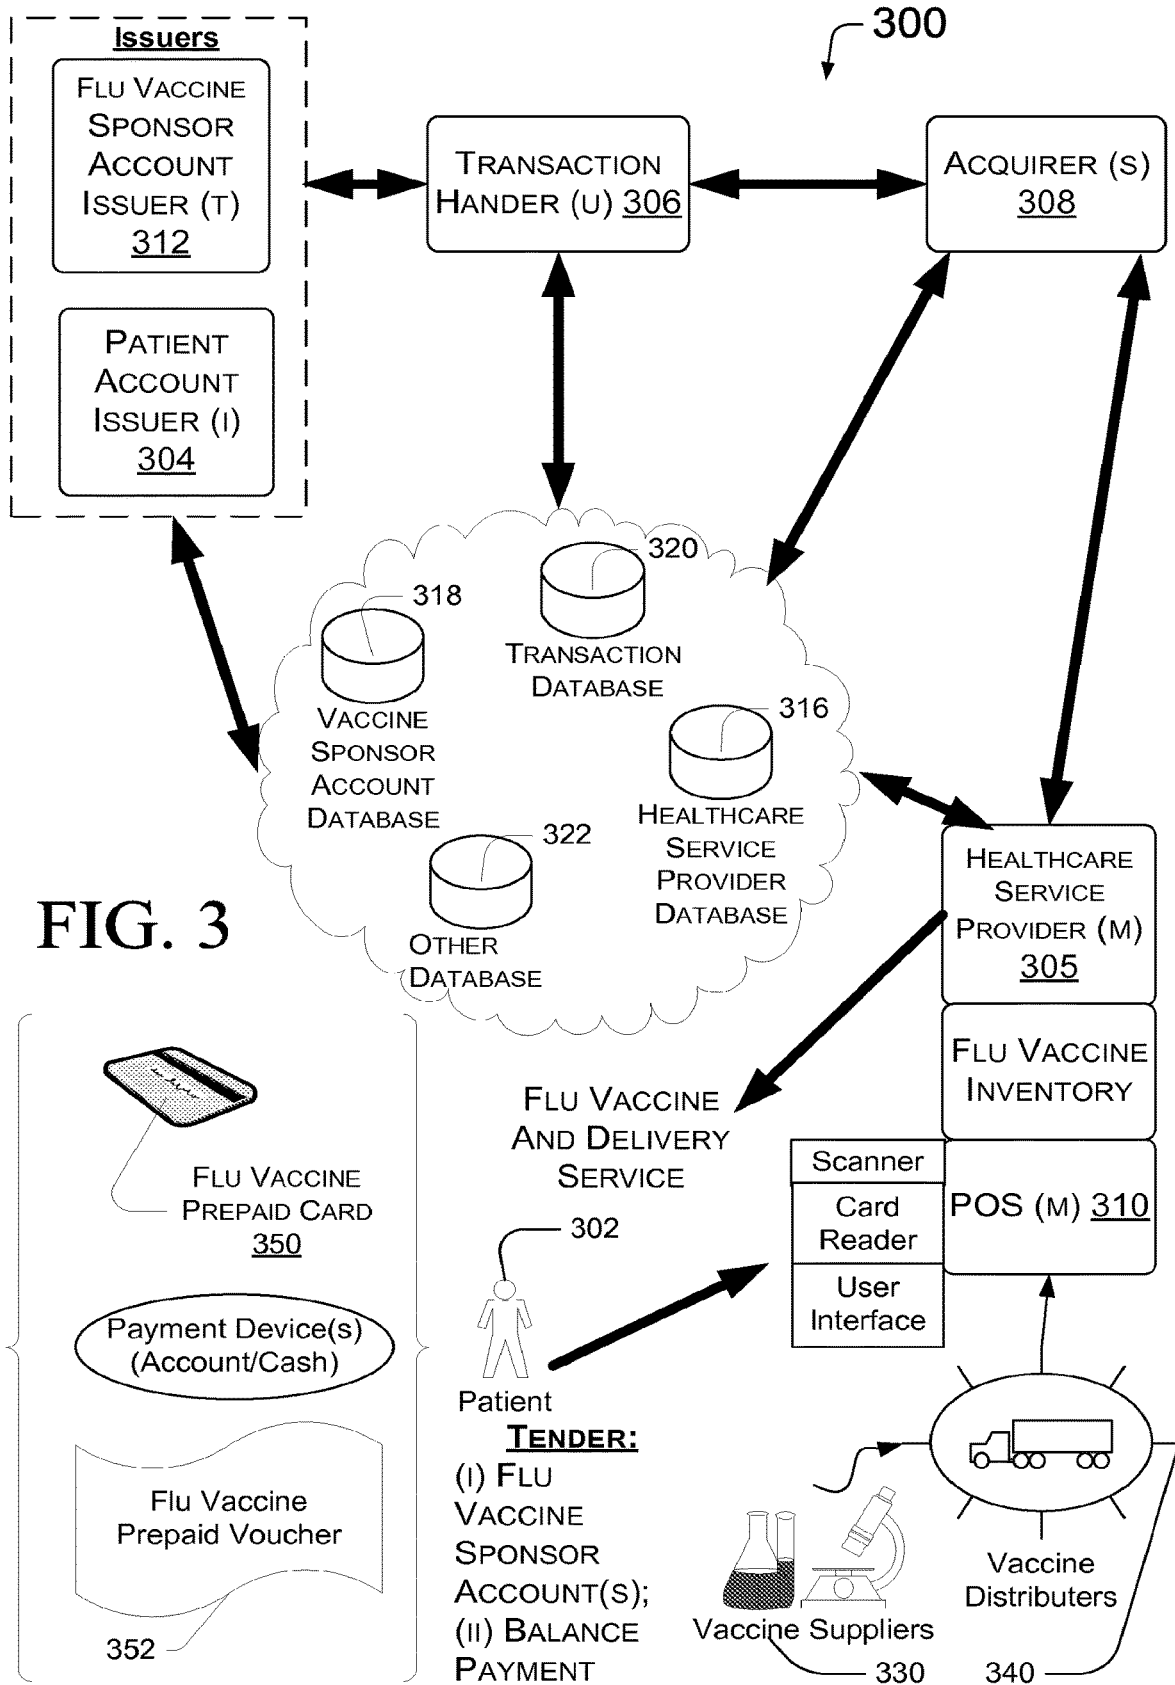 300
Issuers
FLU VACCINE
SPONSOR
ACCOUNT
ISSUER (T)
312
PATIENT
ACCOUNT
ISSUER (I)
304
TRANSACTION
HANDER (U) 306
ACQUIRER (S)
308
320
TRANSACTION
DATABASE
318
VACCINE
SPONSOR
ACCOUNT
DATABASE
316
HEALTHCARE
SERVICE
PROVIDER
DATABASE
322
OTHER
DATABASE
FIG. 3
HEALTHCARE
SERVICE
PROVIDER (M)
305
FLU VACCINE
INVENTORY
POS (M) 310
Scanner
Card
Reader
User
Interface
FLU VACCINE
AND DELIVERY
SERVICE
FLU VACCINE
PREPAID CARD
350
Payment Device(s)
(Account/Cash)
Flu Vaccine
Prepaid Voucher
352
302
Patient
TENDER:
(I) FLU
VACCINE
SPONSOR
ACCOUNT(S);
(II) BALANCE
PAYMENT
Vaccine Suppliers
330
Vaccine
Distributers
340